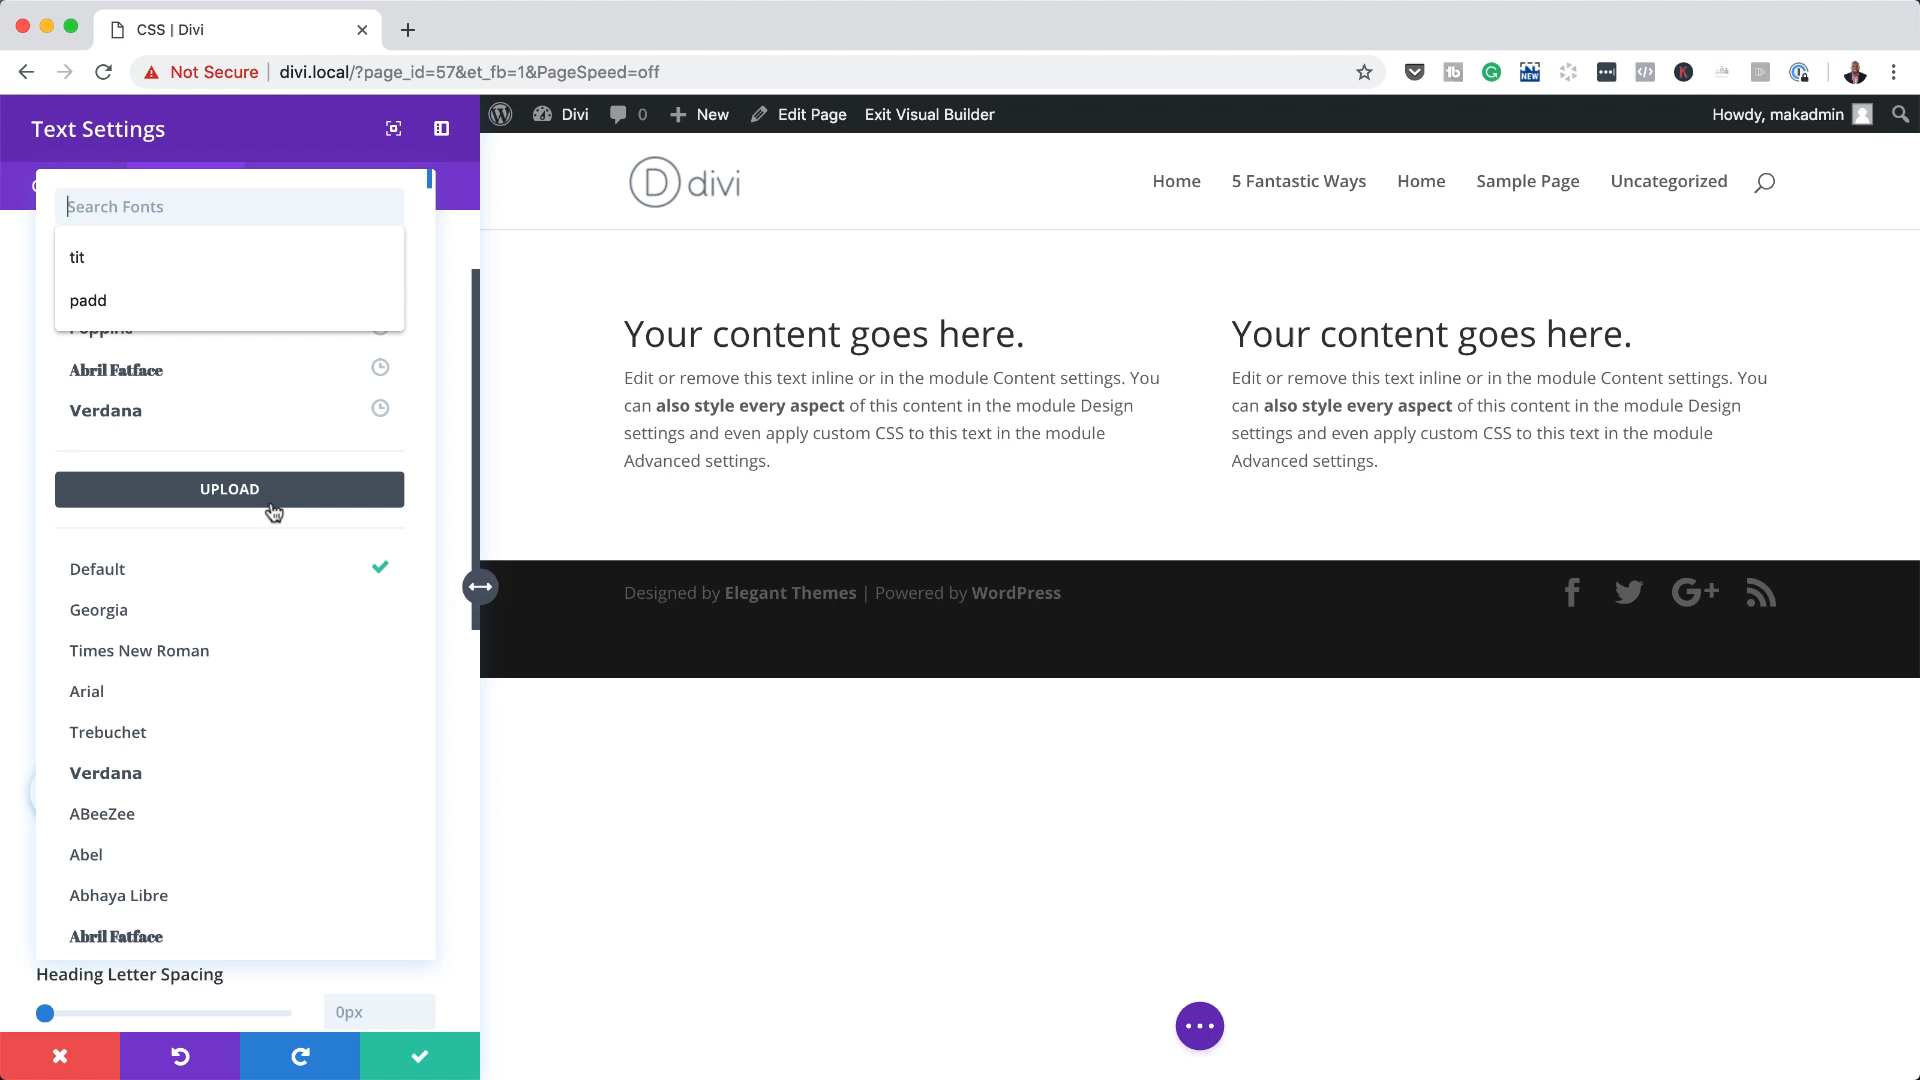 CSS | Divi
Not Secure
divi.local/?page_id=57&et_fb=1&PageSpeed=off
Text Settings
Divi
0
New
Edit Page
Exit Visual Builder
Howdy, makadmin
divi
Home
5 Fantastic Ways
Home
Sample Page
Uncategorized
Search Fonts
tit
padd
Abril Fatface
Verdana
UPLOAD
Default
Georgia
Times New Roman
Arial
Trebuchet
Verdana
ABeeZee
Abel
Abhaya Libre
Abril Fatface
Heading Letter Spacing
0px
Your content goes here.
Edit or remove this text inline or in the module Content settings. You
can also style every aspect of this content in the module Design
settings and even apply custom CSS to this text in the module
Advanced settings.
Your content goes here.
Edit or remove this text inline or in the module Content settings. You
can also style every aspect of this content in the module Design
settings and even apply custom CSS to this text in the module
Advanced settings.
Designed by Elegant Themes | Powered by WordPress